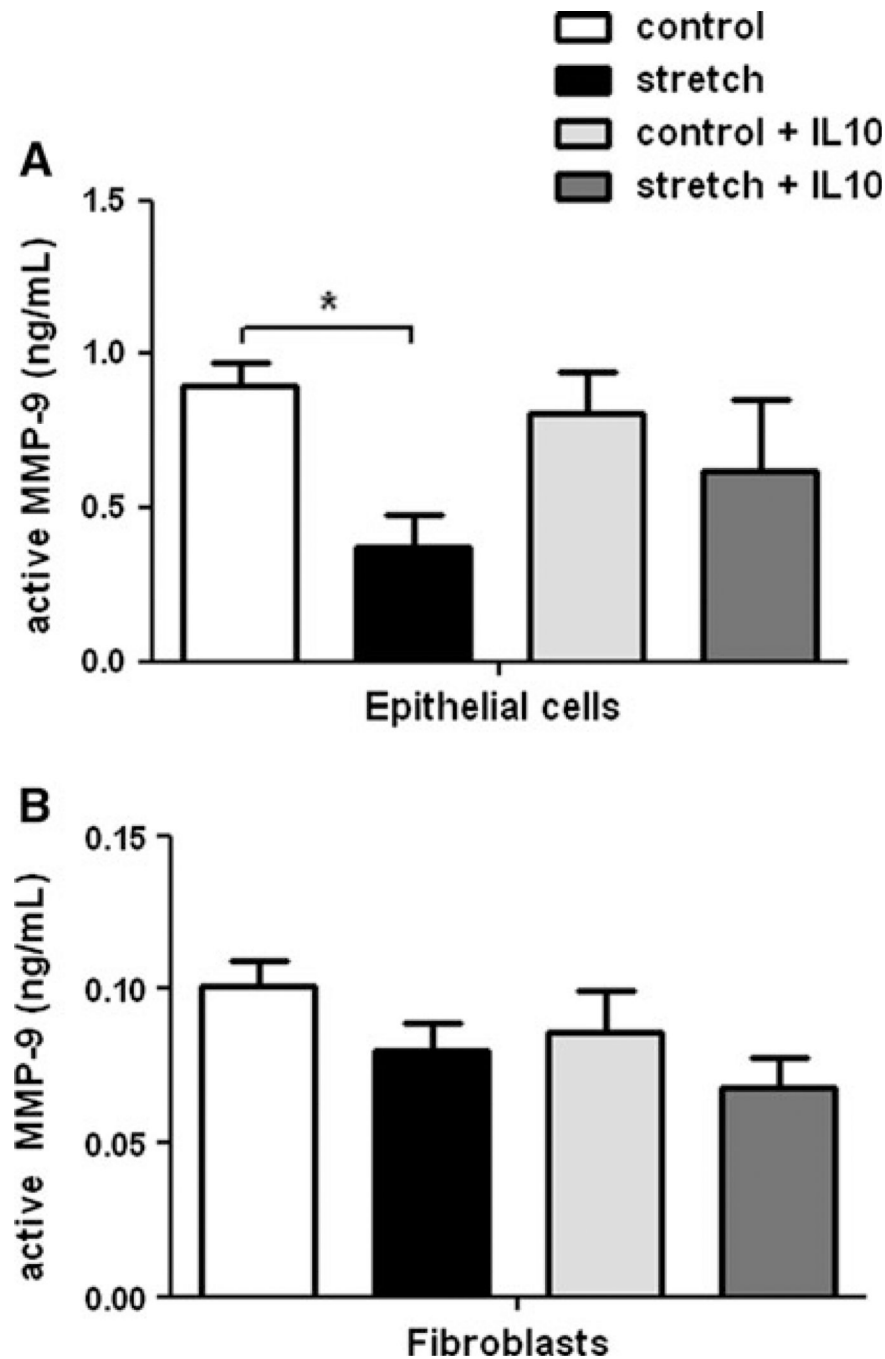 control
stretch
control + IL10
stretch + IL10
A
active MMP-9 (ng/mL)
1.5
1.0
0.5
0.0
*
Epithelial cells
B
active MMP-9 (ng/mL)
0.15
0.10
0.05
0.00
Fibroblasts